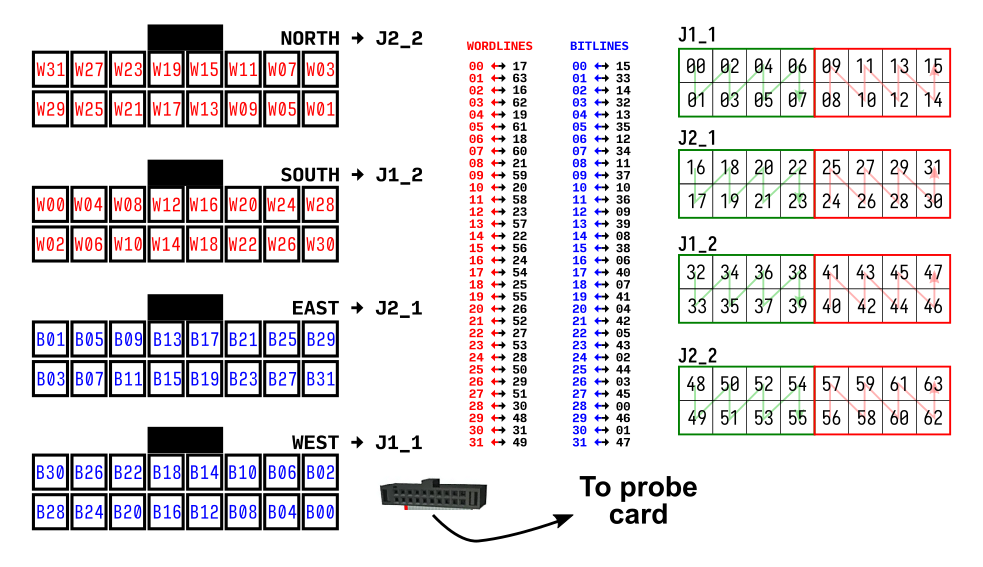 NORTH → J2_2
W31 W27 W23 W19 W15 W11 W07 W03
W29 W25 W21 W17 W13 W09 W05 W01
SOUTH → J1_2
W00 W04 W08 W12 W16 W20 W24 W28
W02 W06 W10 W14 W18 W22 W26 W30
EAST → J2_1
B01 B05 B09 B13 B17 B21 B25 B29
B03 B07 B11 B15 B19 B23 B27 B31
WEST → J1_1
B30 B26 B22 B18 B14 B10 B06 B02
B28 B24 B20 B16 B12 B08 B04 B00
WORDLINES
00 ↔ 17
01 ↔ 63
02 ↔ 16
03 ↔ 62
04 ↔ 19
05 ↔ 61
06 ↔ 18
07 ↔ 60
08 ↔ 21
09 ↔ 59
10 ↔ 20
11 ↔ 58
12 ↔ 23
13 ↔ 57
14 ↔ 22
15 ↔ 56
16 ↔ 24
17 ↔ 54
18 ↔ 25
19 ↔ 55
20 ↔ 26
21 ↔ 52
22 ↔ 27
23 ↔ 53
24 ↔ 28
25 ↔ 50
26 ↔ 29
27 ↔ 51
28 ↔ 30
29 ↔ 48
30 ↔ 31
31 ↔ 49
BITLINES
00 ↔ 15
01 ↔ 33
02 ↔ 14
03 ↔ 32
04 ↔ 13
05 ↔ 35
06 ↔ 12
07 ↔ 34
08 ↔ 11
09 ↔ 37
10 ↔ 10
11 ↔ 36
12 ↔ 09
13 ↔ 39
14 ↔ 08
15 ↔ 38
16 ↔ 06
17 ↔ 40
18 ↔ 07
19 ↔ 41
20 ↔ 04
21 ↔ 42
22 ↔ 05
23 ↔ 43
24 ↔ 02
25 ↔ 44
26 ↔ 03
27 ↔ 45
28 ↔ 00
29 ↔ 46
30 ↔ 01
31 ↔ 47
J1_1
00 02 04 06 09 11 13 15
01 03 05 07 08 10 12 14
J2_1
16 18 20 22 25 27 29 31
17 19 21 23 24 26 28 30
J1_2
32 34 36 38 41 43 45 47
33 35 37 39 40 42 44 46
J2_2
48 50 52 54 57 59 61 63
49 51 53 55 56 58 60 62
To probe
card